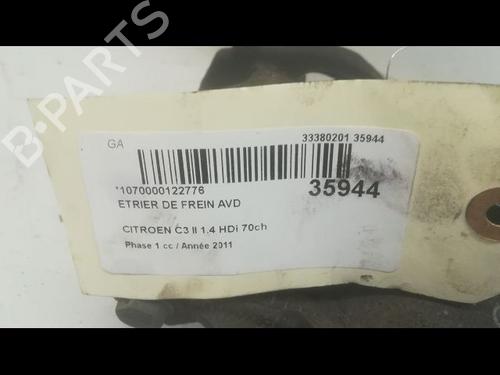 GA
33380201 35944
*1070000122776
35944
ETRIER DE FREIN AVD
CITROEN C3 II 1.4 HDi 70ch
Phase 1 cc / Année 2011
B-PARTS